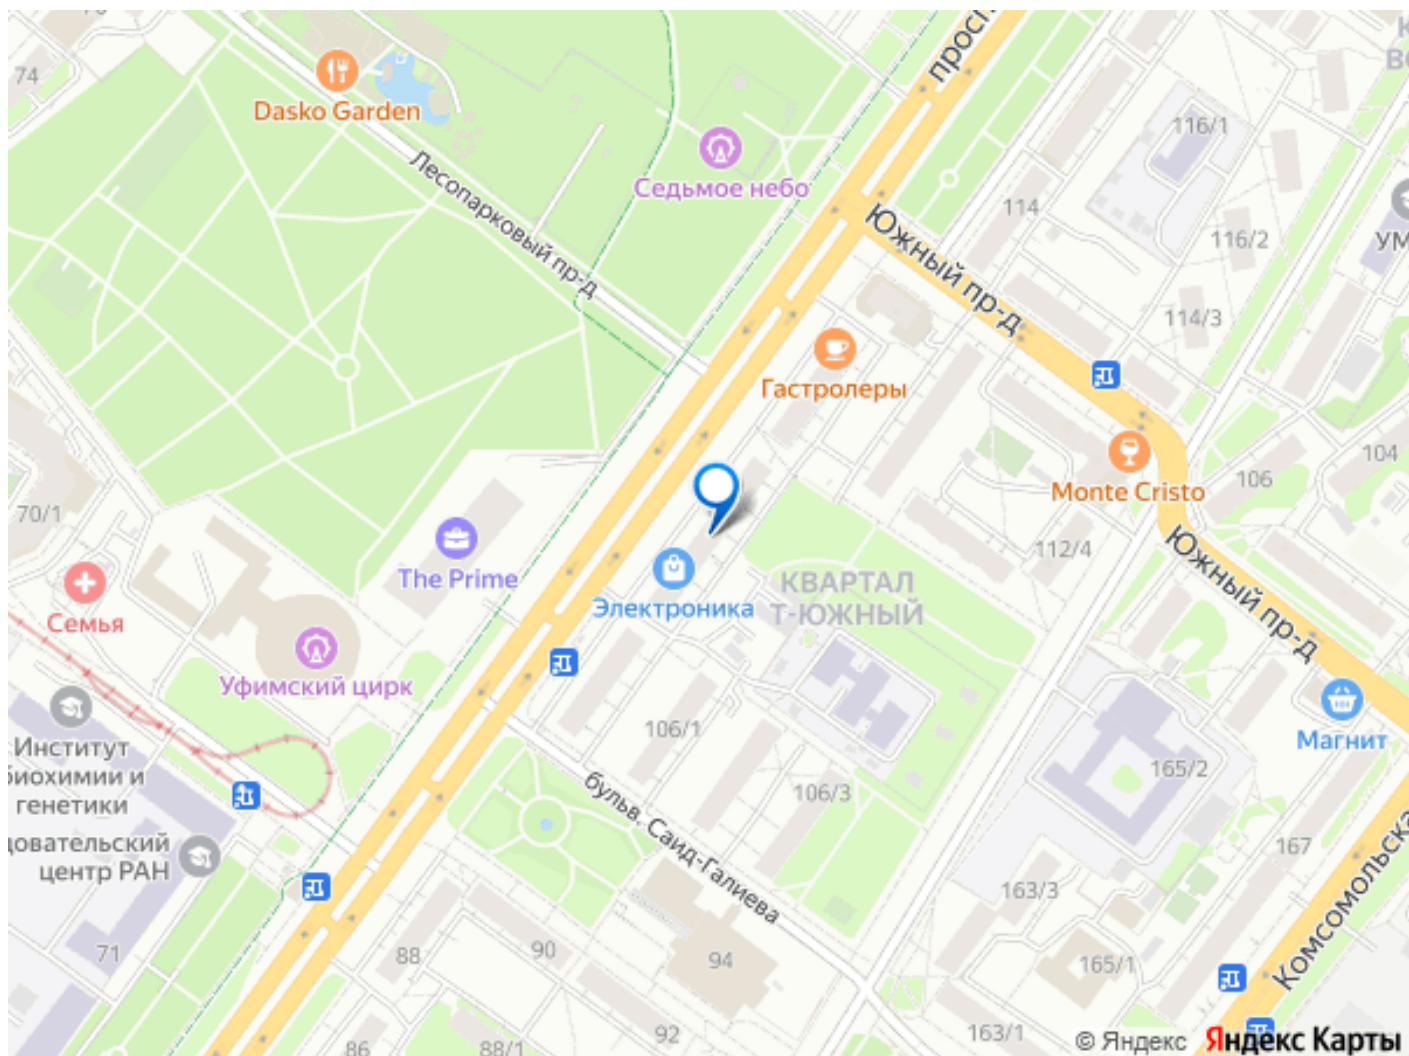 просп
74
Dasko Garden
116/1
Седьмое небо
Лесопарковый пр-д
114
Южный пр-д
116/2
УМ
114/3
Гастролеры
104
106
Monte Cristo
70/1
112/4
The Prime
КВАРТАЛ
Т-ЮЖНЫЙ
Электроника
Семья
Южный пр-д
Уфимский цирк
106/1
Магнит
Институт
биохимии и
генетики
165/2
106/3
бульв. Саид-Галиева
довательский
центр РАН
167
163/3
Комсомольска
71
88
90
94
165/1
92
163/1
86
88/1
© Яндекс Яндекс Карты